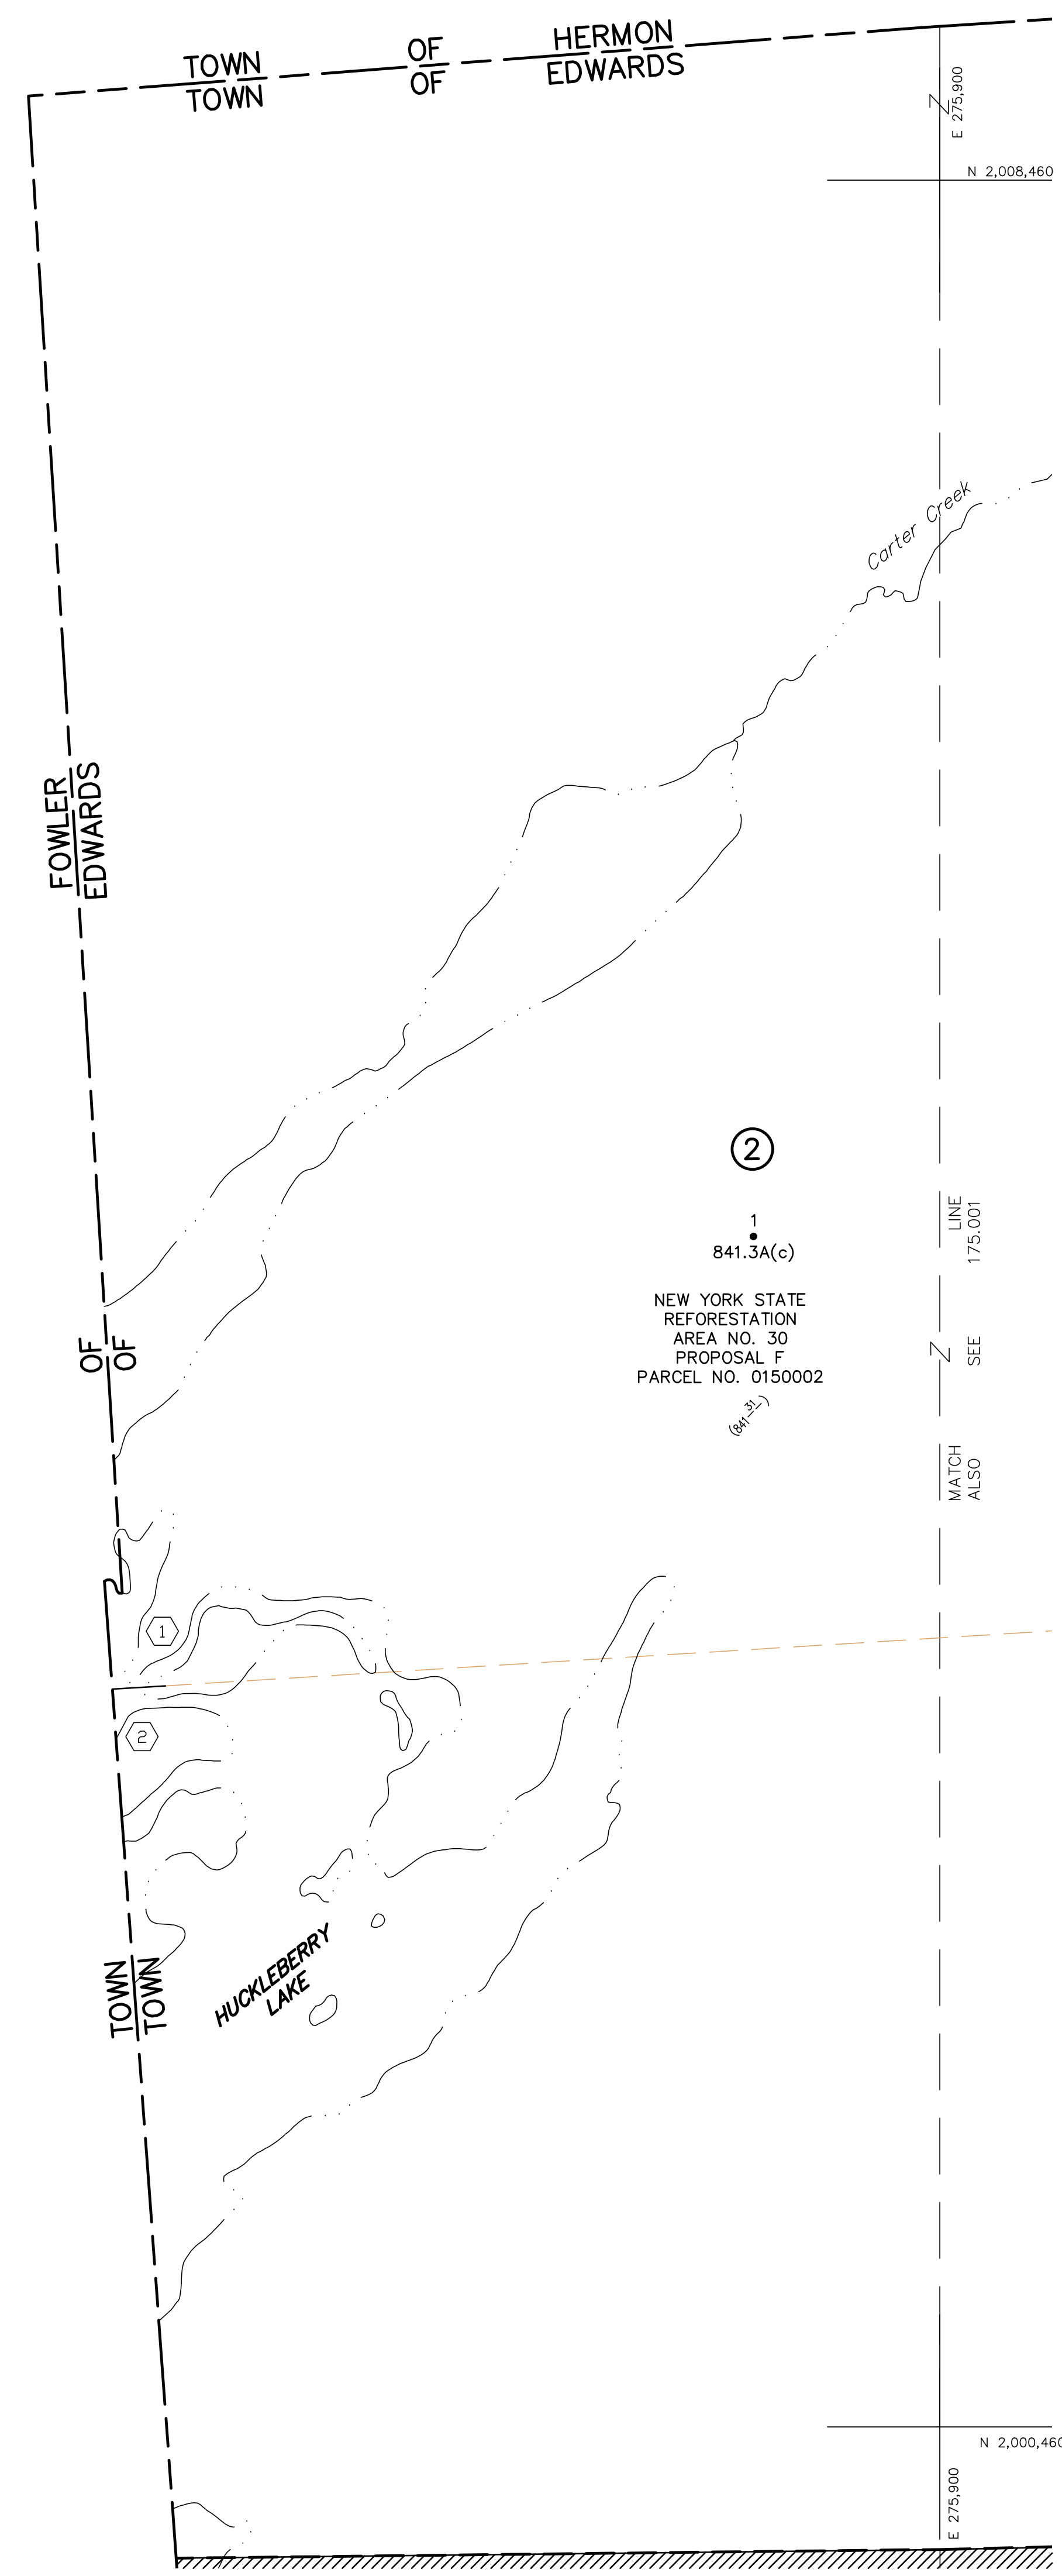 TOWN OF HERMON
TOWN OF EDWARDS
E 275,900
N 2,008,460
Carter Creek
FOWLER
EDWARDS
2
1
841.3A(c)
LINE
175.001
NEW YORK STATE
REFORESTATION
AREA NO. 30
PROPOSAL F
PARCEL NO. 0150002
OF
OF
SEE
(841-31)
MATCH
ALSO
1
2
TOWN
TOWN
HUCKLEBERRY
LAKE
N 2,000,460
E 275,900